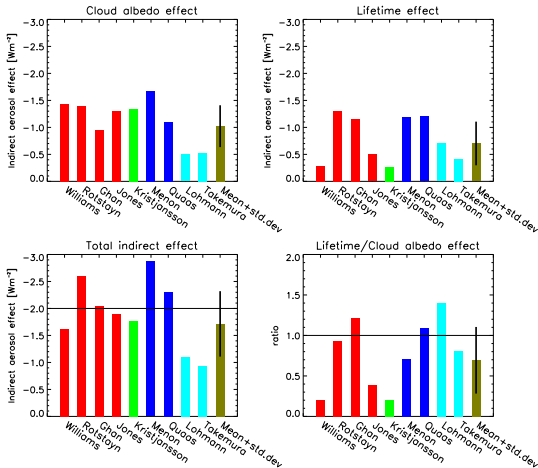 Cloud albedo effect
Indirect aerosol effect [Wm⁻²]
−3.0
−2.5
−2.0
−1.5
−1.0
−0.5
0.0
Williams
Rotstayn
Ghan
Jones
Kristjansson
Menon
Quaas
Lohmann
Takemura
Mean+std.dev
Lifetime effect
Indirect aerosol effect [Wm⁻²]
−3.0
−2.5
−2.0
−1.5
−1.0
−0.5
0.0
Williams
Rotstayn
Ghan
Jones
Kristjansson
Menon
Quaas
Lohmann
Takemura
Mean+std.dev
Total indirect effect
Indirect aerosol effect [Wm⁻²]
−3.0
−2.5
−2.0
−1.5
−1.0
−0.5
0.0
Williams
Rotstayn
Ghan
Jones
Kristjansson
Menon
Quaas
Lohmann
Takemura
Mean+std.dev
Lifetime/Cloud albedo effect
ratio
2.0
1.5
1.0
0.5
0.0
Williams
Rotstayn
Ghan
Jones
Kristjansson
Menon
Quaas
Lohmann
Takemura
Mean+std.dev